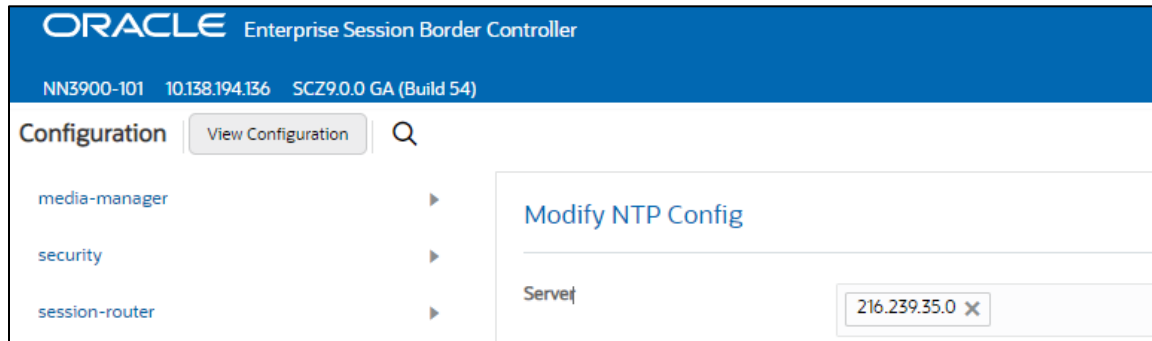 ORACLE Enterprise Session Border Controller
NN3900-101 10.138.194.136 SCZ9.0.0 GA (Build 54)
Configuration View Configuration
media-manager
security
session-router
Modify NTP Config
Server
216.239.35.0